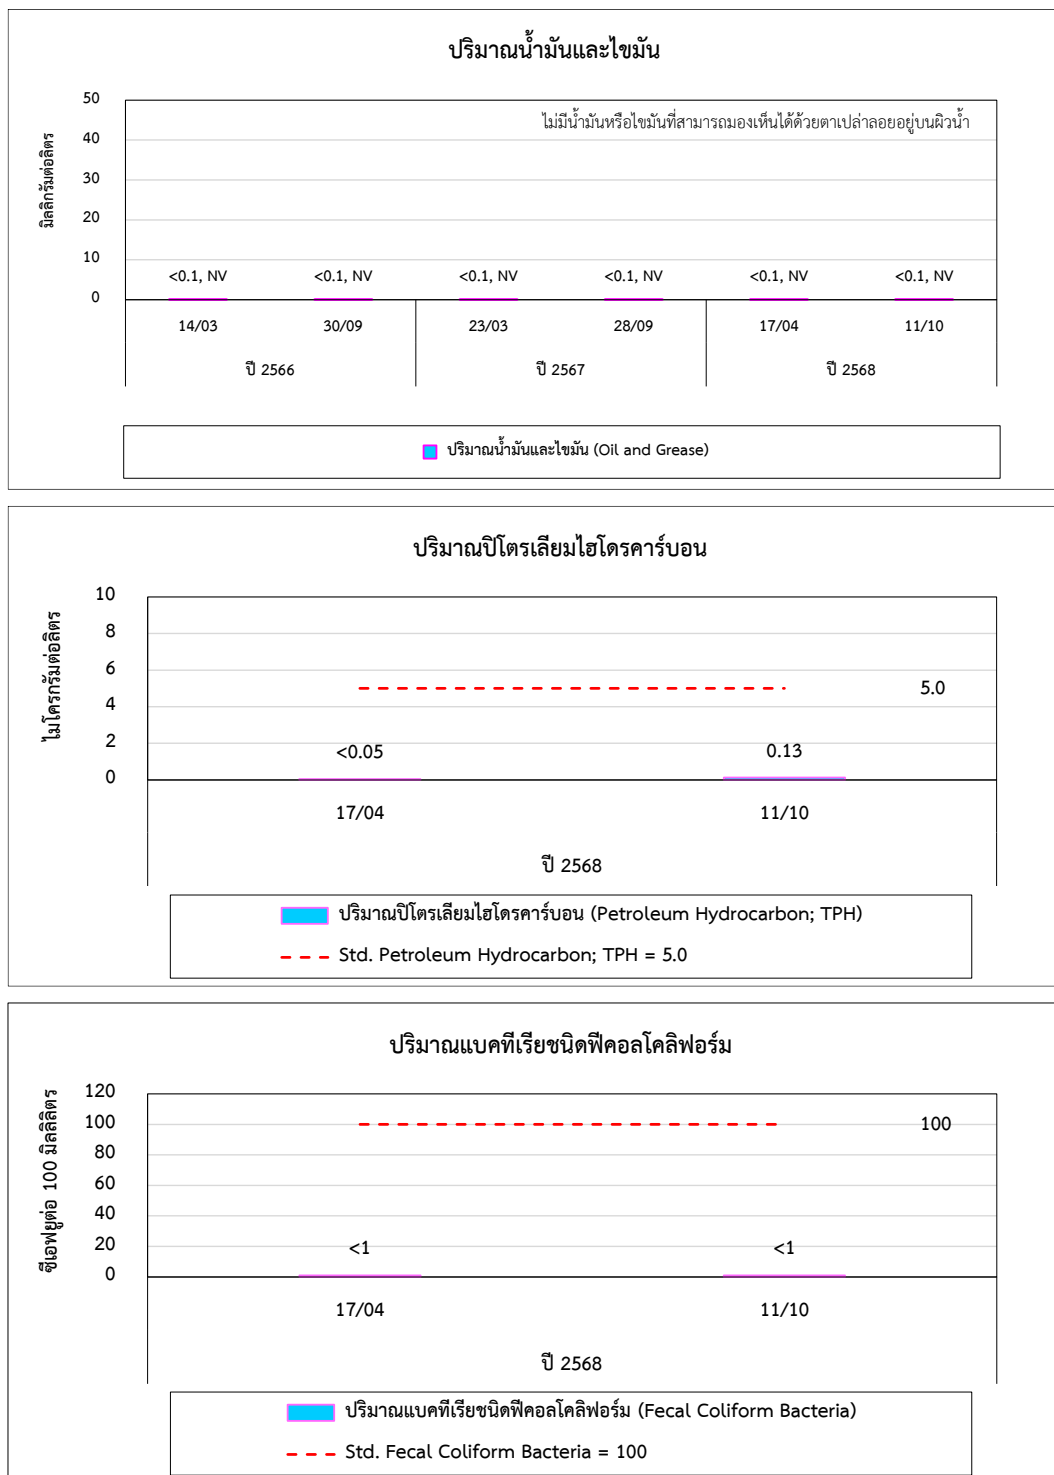 ปริมาณน้ำมันและไขมัน
มิลลิกรัมต่อลิตร
50
ไม่มีน้ำมันหรือไขมันที่สามารถมองเห็นได้ด้วยตาเปล่าลอยอยู่บนผิวน้ำ
40
30
20
10
0
<0.1, NV <0.1, NV <0.1, NV <0.1, NV <0.1, NV <0.1, NV
14/03 30/09 23/03 28/09 17/04 11/10
ปี 2566 ปี 2567 ปี 2568
ปริมาณน้ำมันและไขมัน (Oil and Grease)
ปริมาณปิโตรเลียมไฮโดรคาร์บอน
ไมโครกรัมต่อลิตร
10
8
6
5.0
4
2
<0.05 0.13
0
17/04 11/10
ปี 2568
ปริมาณปิโตรเลียมไฮโดรคาร์บอน (Petroleum Hydrocarbon; TPH)
Std. Petroleum Hydrocarbon; TPH = 5.0
ปริมาณแบคทีเรียชนิดฟีคอลโคลิฟอร์ม
ซีเอฟยูต่อ 100 มิลลิลิตร
120
100 100
80
60
40
20
<1 <1
0
17/04 11/10
ปี 2568
ปริมาณแบคทีเรียชนิดฟีคอลโคลิฟอร์ม (Fecal Coliform Bacteria)
Std. Fecal Coliform Bacteria = 100